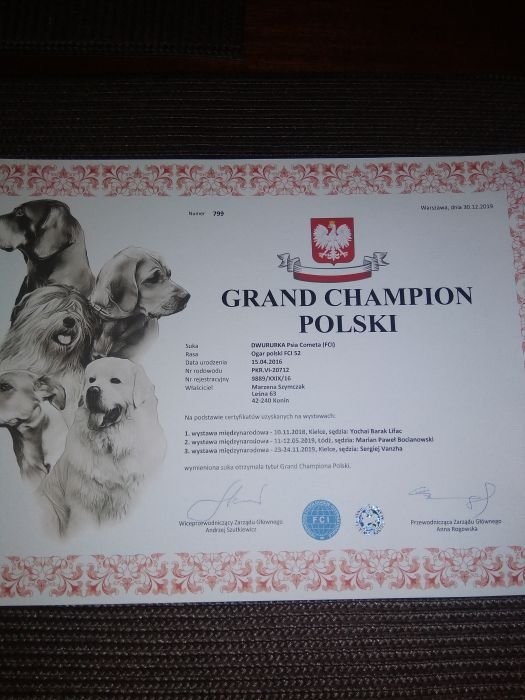 Numer 799
Warszawa, dnia 30.12.2019
GRAND CHAMPION
POLSKI
Suka DWURURKA Psia Cometa (FCI)
Rasa Ogar polski FCI 52
Data urodzenia 15.04.2016
Nr rodowodu PKR.VI-20712
Nr rejestracyjny 9889/XXIX/16
Właściciel Marzena Szymczak
Leśna 63
42-240 Konin
Na podstawie certyfikatów uzyskanych na wystawach:
1. wystawa międzynarodowa - 10.11.2018, Kielce, sędzia: Yochai Barak Lifac
2. wystawa międzynarodowa - 11-12.05.2019, Łódź, sędzia: Marian Paweł Bocianowski
3. wystawa międzynarodowa - 23-24.11.2019, Kielce, sędzia: Sergiej Vanzha
wymieniona suka otrzymała tytuł Grand Championa Polski.
Wiceprzewodniczący Zarządu Głównego
Andrzej Szutkiewicz
FCI
Przewodnicząca Zarządu Głównego
Anna Rogowska